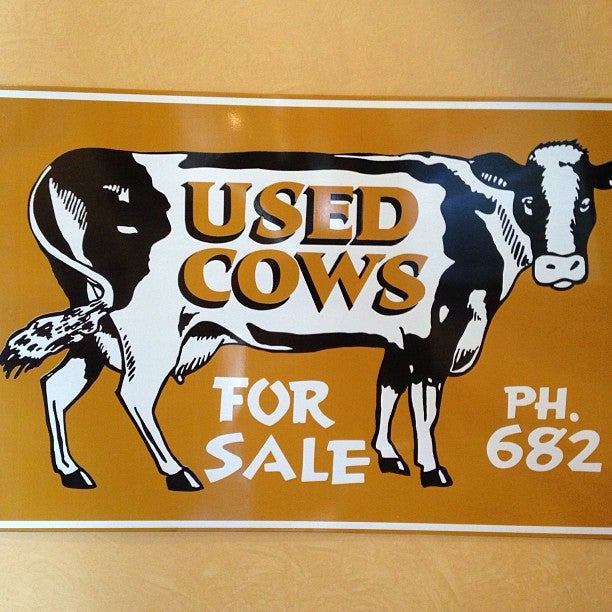 USED
COWS
FOR
SALE
PH.
682